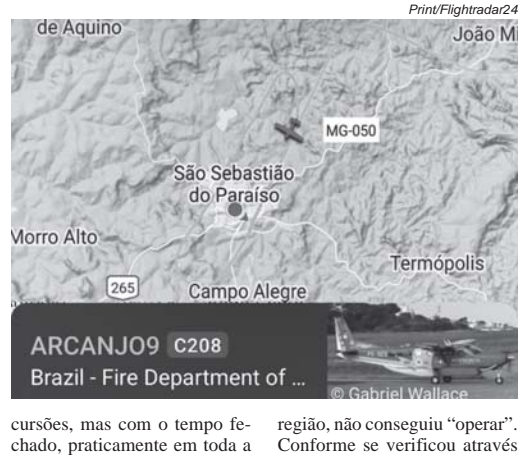 Print/Flightradar24
de Aquino
João Mi
MG-050
São Sebastião
do Paraíso
Morro Alto
Termópolis
265
Campo Alegre
ARCANJO9 C208
Brazil - Fire Department of ...
© Gabriel Wallace
cursões, mas com o tempo fe-
chado, praticamente em toda a
região, não conseguiu “operar”.
Conforme se verificou através